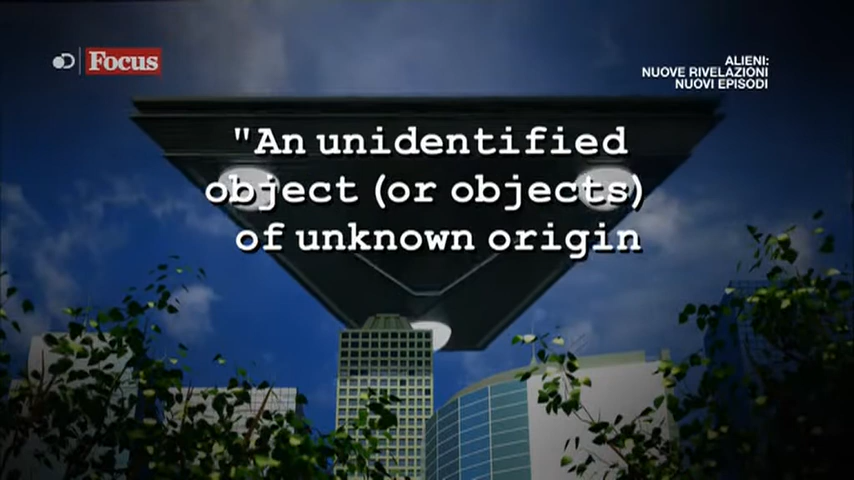 Focus
ALIENI:
NUOVE RIVELAZIONI
NUOVI EPISODI
"An unidentified
object (or objects)
of unknown origin